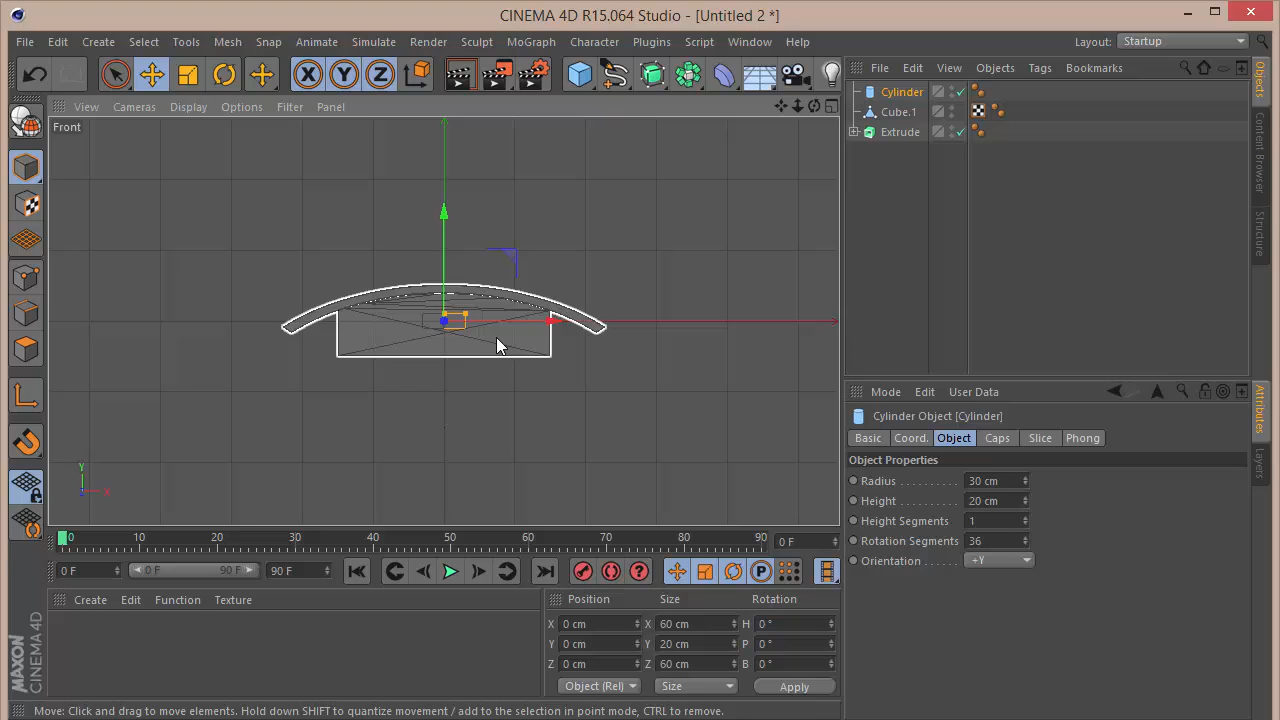 CINEMA 4D R15.064 Studio - [Untitled 2 *]
File Edit Create Select Tools Mesh Snap Animate Simulate Render Sculpt MoGraph Character Plugins Script Window Help Layout: Startup
X Y Z
View Cameras Display Options Filter Panel
Front
Y
X
File Edit View Objects Tags Bookmarks
Cylinder
Cube.1
Extrude
Objects
Content Browser
Structure
Mode Edit User Data
Cylinder Object [Cylinder]
Basic Coord. Object Caps Slice Phong
Object Properties
Radius . . . . . . . . . . 30 cm
Height . . . . . . . . . 20 cm
Height Segments 1
Rotation Segments 36
Orientation . . . . . . +Y
Attributes
Layers
0 10 20 30 40 50 60 70 80 90 0 F
0 F 0 F 90 F 90 F
P
Create Edit Function Texture
Position Size Rotation
X 0 cm X 60 cm H 0 °
Y 0 cm Y 20 cm P 0 °
Z 0 cm Z 60 cm B 0 °
Object (Rel) Size Apply
MAXON
CINEMA 4D
Move: Click and drag to move elements. Hold down SHIFT to quantize movement / add to the selection in point mode, CTRL to remove.